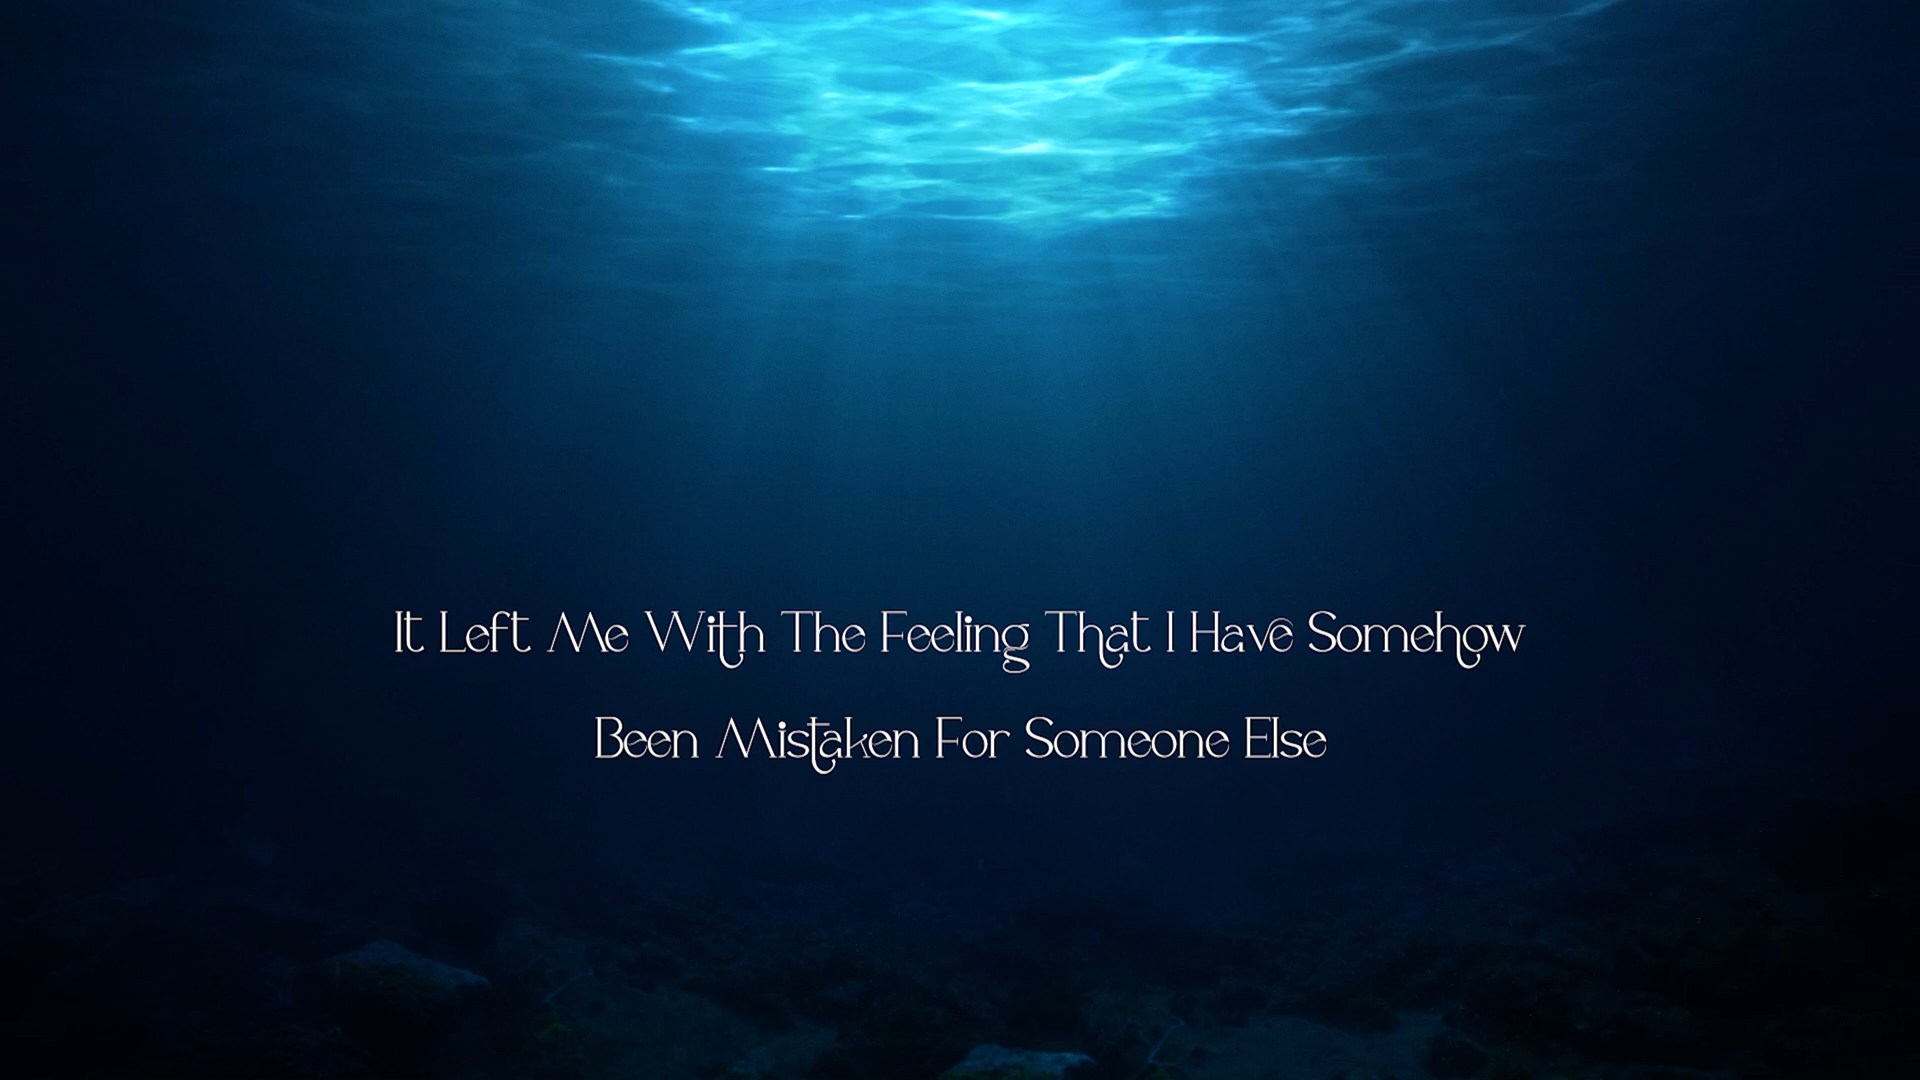 It Left Me With The Feeling That I Have Somehow
Been Mistaken For Someone Else